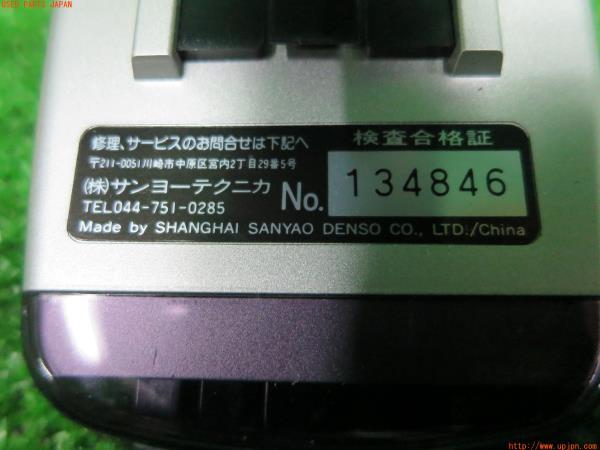 USED PARTS JAPAN
修理、サービスのお問合せは下記へ
〒211-0051川崎市中原区宮内2丁目29番5号
(株)サンヨーテクニカ
TEL044-751-0285
検査合格証
No. 134846
Made by SHANGHAI SANYAO DENSO CO., LTD./China
http://www.upjpn.com/